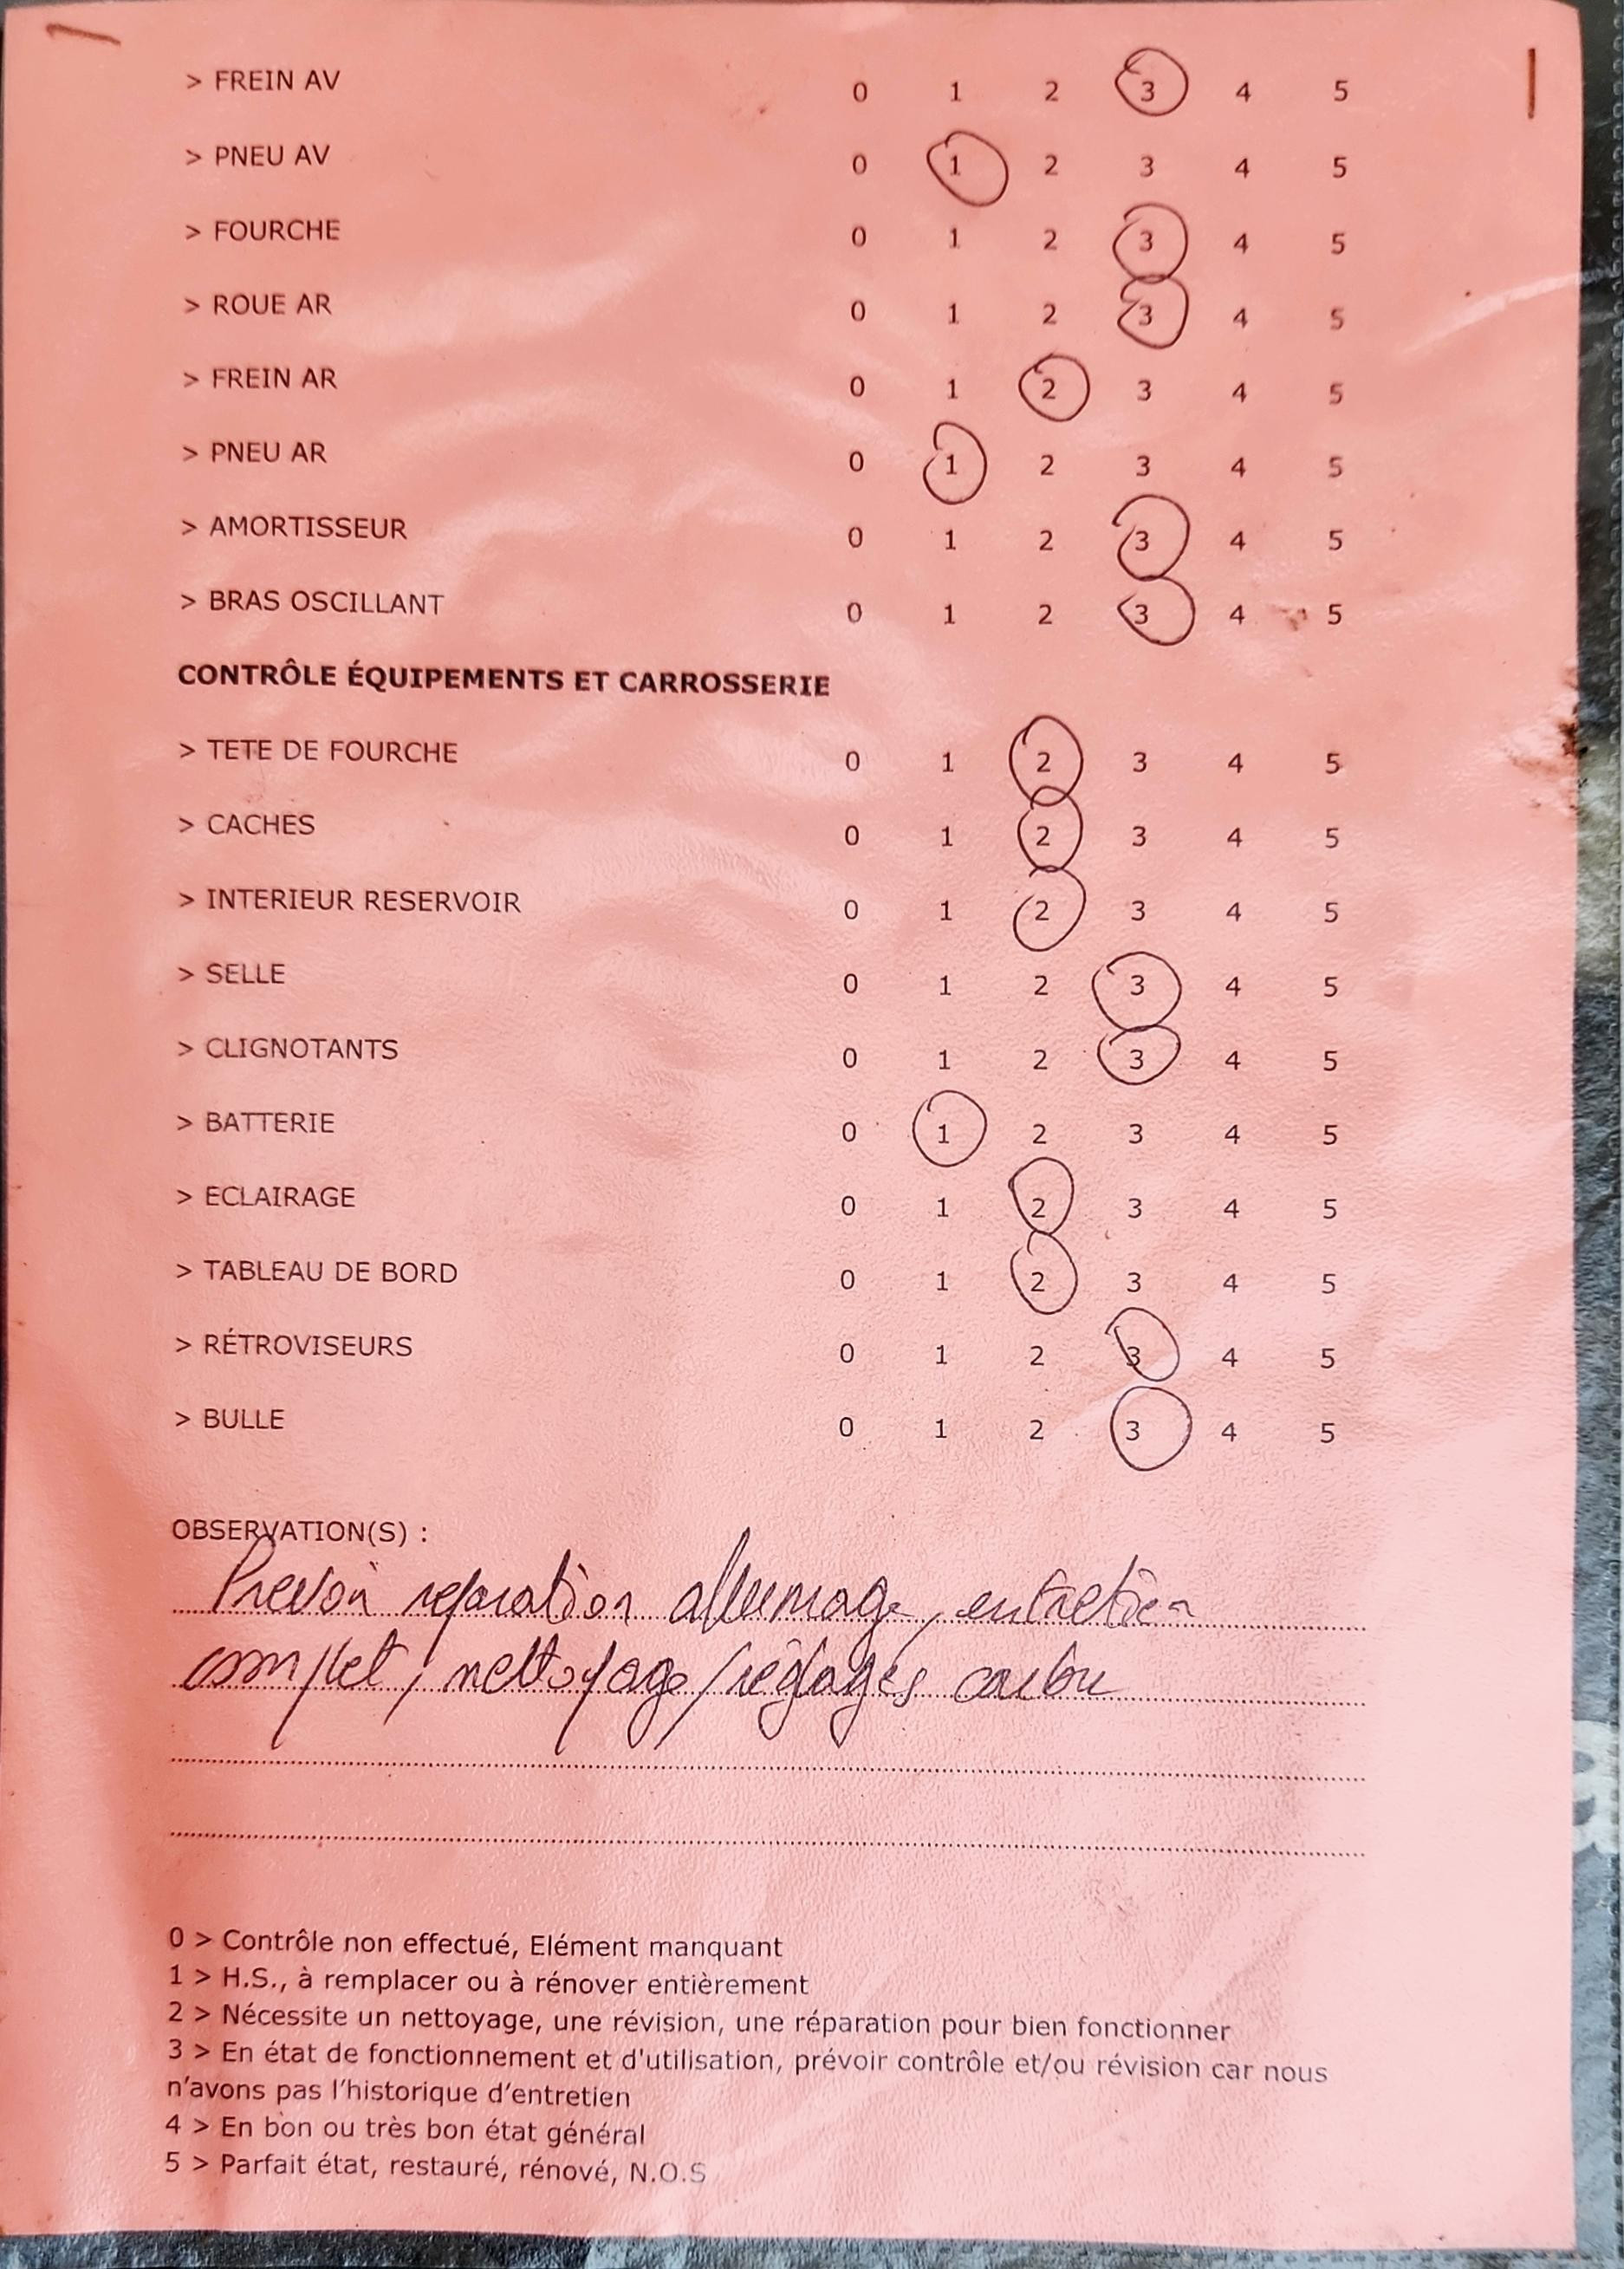 > FREIN AV 0 1 2 3 4 5
> PNEU AV 0 1 2 3 4 5
> FOURCHE 0 1 2 3 4 5
> ROUE AR 0 1 2 3 4 5
> FREIN AR 0 1 2 3 4 5
> PNEU AR 0 1 2 3 4 5
> AMORTISSEUR 0 1 2 3 4 5
> BRAS OSCILLANT 0 1 2 3 4 5
CONTRÔLE ÉQUIPEMENTS ET CARROSSERIE
> TETE DE FOURCHE 0 1 2 3 4 5
> CACHES 0 1 2 3 4 5
> INTERIEUR RESERVOIR 0 1 2 3 4 5
> SELLE 0 1 2 3 4 5
> CLIGNOTANTS 0 1 2 3 4 5
> BATTERIE 0 1 2 3 4 5
> ECLAIRAGE 0 1 2 3 4 5
> TABLEAU DE BORD 0 1 2 3 4 5
> RÉTROVISEURS 0 1 2 3 4 5
> BULLE 0 1 2 3 4 5
OBSERVATION(S) :
Prevoir reparation allumage, entretien
complet, nettoyage/réglages carbu
0 > Contrôle non effectué, Elément manquant
1 > H.S., à remplacer ou à rénover entièrement
2 > Nécessite un nettoyage, une révision, une réparation pour bien fonctionner
3 > En état de fonctionnement et d'utilisation, prévoir contrôle et/ou révision car nous
n'avons pas l'historique d'entretien
4 > En bon ou très bon état général
5 > Parfait état, restauré, rénové, N.O.S